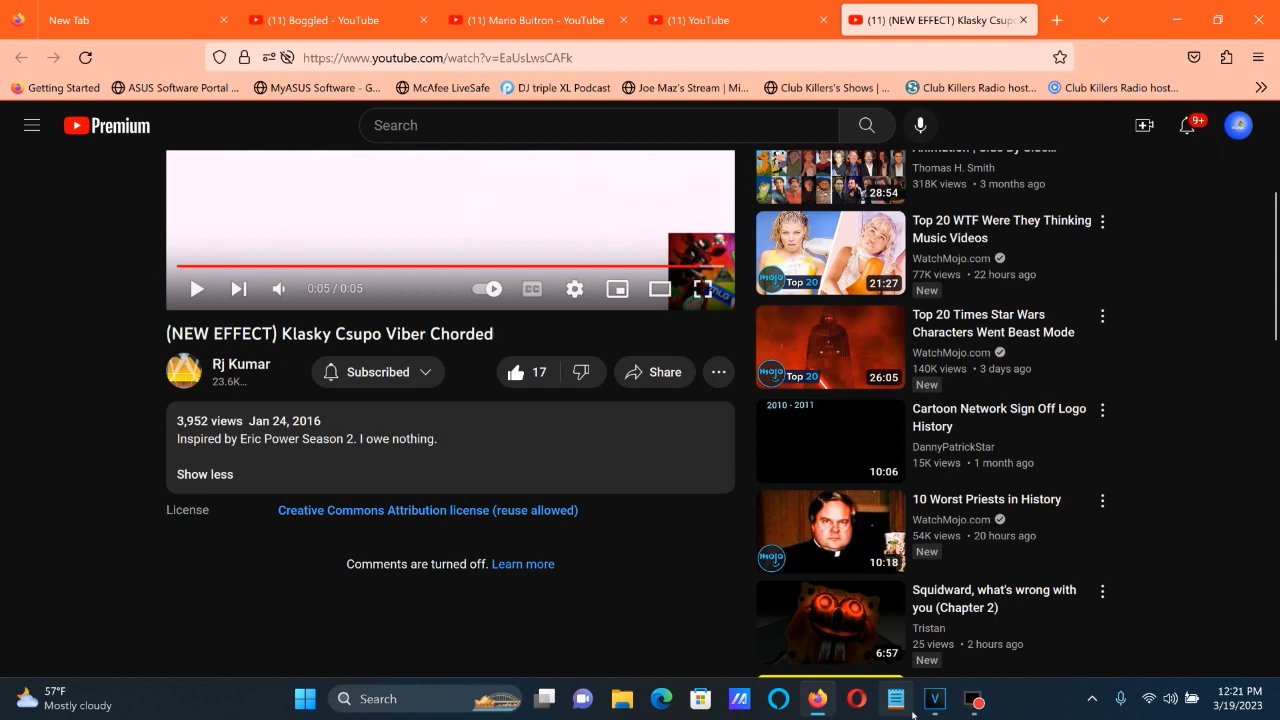 New Tab
(11) Boggled - YouTube
(11) Mario Buitron - YouTube
(11) YouTube
(11) (NEW EFFECT) Klasky Csupo
https://www.youtube.com/watch?v=EaUsLwsCAFk
Getting Started
ASUS Software Portal ...
MyASUS Software - G...
McAfee LiveSafe
DJ triple XL Podcast
Joe Maz's Stream | Mi...
Club Killers's Shows | ...
Club Killers Radio host...
Club Killers Radio host...
Premium
Search
9+
0:05 / 0:05
CC
(NEW EFFECT) Klasky Csupo Viber Chorded
Rj Kumar
23.6K...
Subscribed
17
Share
3,952 views Jan 24, 2016
Inspired by Eric Power Season 2. I owe nothing.
Show less
License
Creative Commons Attribution license (reuse allowed)
Comments are turned off. Learn more
Animation | Side By Side...
Thomas H. Smith
318K views • 3 months ago
28:54
Top 20 WTF Were They Thinking
Music Videos
WatchMojo.com
77K views • 22 hours ago
New
mojo
Top 20
21:27
Top 20 Times Star Wars
Characters Went Beast Mode
WatchMojo.com
140K views • 3 days ago
New
mojo
Top 20
26:05
Cartoon Network Sign Off Logo
History
DannyPatrickStar
15K views • 1 month ago
2010 - 2011
10:06
10 Worst Priests in History
WatchMojo.com
54K views • 20 hours ago
New
mojo
10:18
Squidward, what's wrong with
you (Chapter 2)
Tristan
25 views • 2 hours ago
New
6:57
57°F
Mostly cloudy
Search
12:21 PM
3/19/2023